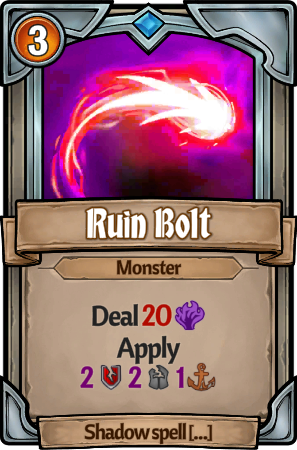 3
Ruin Bolt
Monster
Deal 20
Apply
2 2 1
Shadow spell [...]